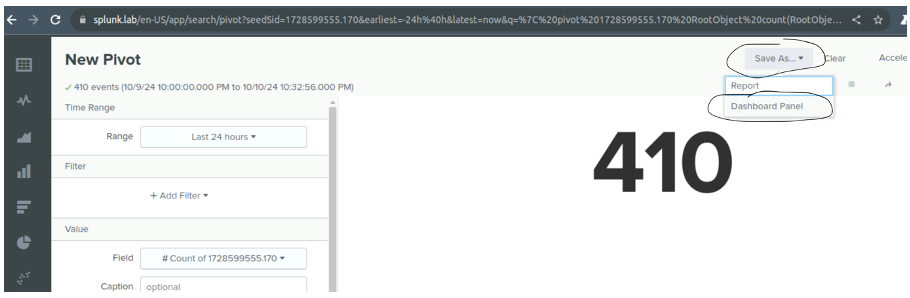 splunk.lab/en-US/app/search/pivot?seedSid=1728599555.170&earliest=-24h%40h&latest=now&q=%7C%20pivot%201728599555.170%20RootObject%20count(RootObje...
New Pivot
Save As...
Clear
Accele
✓ 410 events (10/9/24 10:00:00.000 PM to 10/10/24 10:32:56.000 PM)
Report
Dashboard Panel
Time Range
Range
Last 24 hours
Filter
+ Add Filter
Value
Field
# Count of 1728599555.170
Caption
optional
410